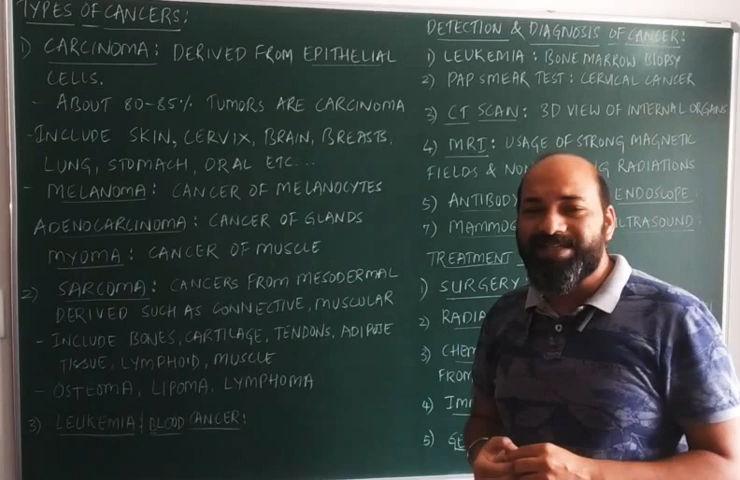 TYPES OF CANCERS:
1) CARCINOMA: DERIVED FROM EPITHELIAL
CELLS.
- ABOUT 80-85% TUMORS ARE CARCINOMA
- INCLUDE SKIN, CERVIX, BRAIN, BREASTS,
LUNG, STOMACH, ORAL ETC...
- MELANOMA: CANCER OF MELANOCYTES
ADENOCARCINOMA: CANCER OF GLANDS
MYOMA: CANCER OF MUSCLE
2) SARCOMA: CANCERS FROM MESODERMAL
DERIVED SUCH AS CONNECTIVE, MUSCULAR
- INCLUDE BONES, CARTILAGE, TENDONS, ADIPOSE
TISSUE, LYMPHOID, MUSCLE
- OSTEOMA, LIPOMA, LYMPHOMA
3) LEUKEMIA/BLOOD CANCER:
DETECTION & DIAGNOSIS OF CANCER:
1) LEUKEMIA: BONE MARROW BIOPSY
2) PAP SMEAR TEST: CERVICAL CANCER
3) CT SCAN: 3D VIEW OF INTERNAL ORGANS
4) MRI: USAGE OF STRONG MAGNETIC
FIELDS & NON NG RADIATIONS
5) ANTIBODY ENDOSCOPE:
7) MAMMOG ULTRASOUND:
TREATMENT
1) SURGERY
2) RADIA
3) CHEM
FROM
4) IM
5)